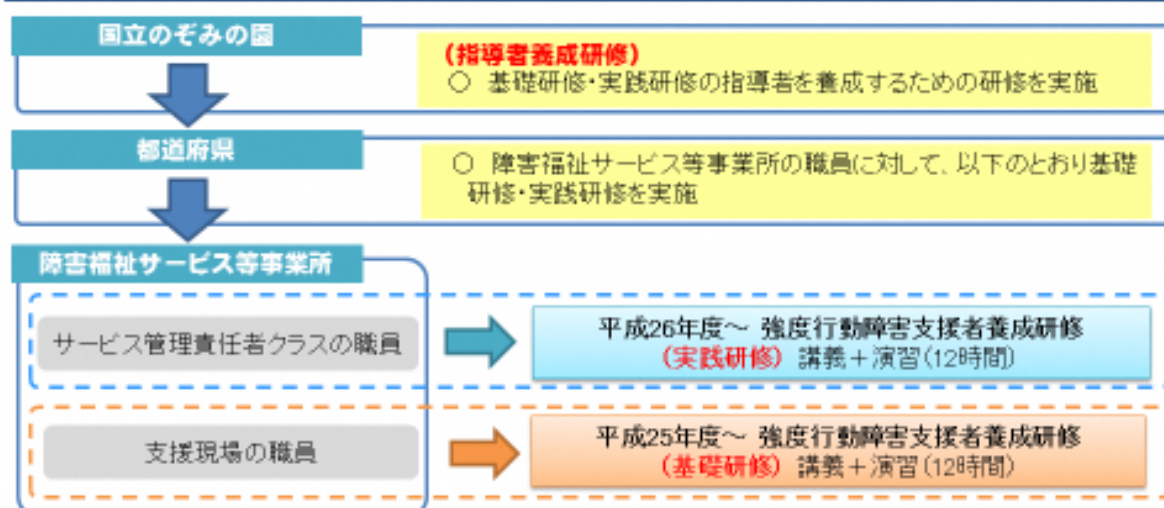 国立のぞみの園
(指導者養成研修)
○ 基礎研修・実践研修の指導者を養成するための研修を実施
都道府県
○ 障害福祉サービス等事業所の職員に対して、以下のとおり基礎
研修・実践研修を実施
障害福祉サービス等事業所
サービス管理責任者クラスの職員
平成26年度～ 強度行動障害支援者養成研修
(実践研修) 講義＋演習(12時間)
支援現場の職員
平成25年度～ 強度行動障害支援者養成研修
(基礎研修) 講義＋演習(12時間)